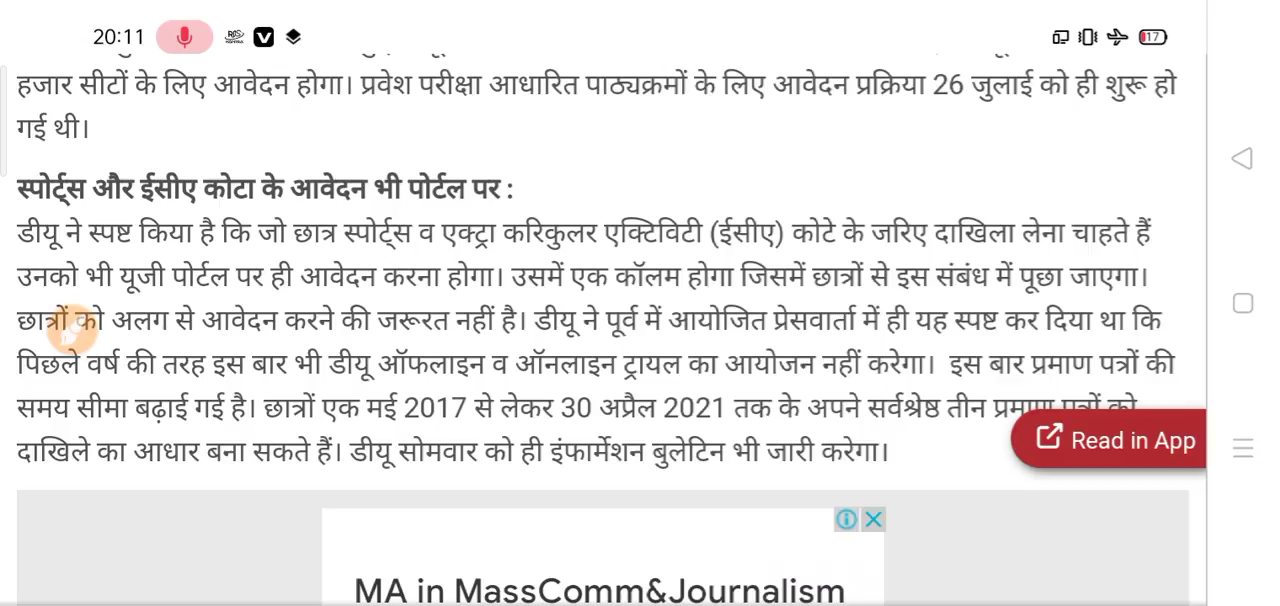 20:11
17
हजार सीटों के लिए आवेदन होगा। प्रवेश परीक्षा आधारित पाठ्यक्रमों के लिए आवेदन प्रक्रिया 26 जुलाई को ही शुरू हो
गई थी।
स्पोर्ट्स और ईसीए कोटा के आवेदन भी पोर्टल पर :
डीयू ने स्पष्ट किया है कि जो छात्र स्पोर्ट्स व एक्ट्रा करिकुलर एक्टिविटी (ईसीए) कोटे के जरिए दाखिला लेना चाहते हैं
उनको भी यूजी पोर्टल पर ही आवेदन करना होगा। उसमें एक कॉलम होगा जिसमें छात्रों से इस संबंध में पूछा जाएगा।
छात्रों को अलग से आवेदन करने की जरूरत नहीं है। डीयू ने पूर्व में आयोजित प्रेसवार्ता में ही यह स्पष्ट कर दिया था कि
पिछले वर्ष की तरह इस बार भी डीयू ऑफलाइन व ऑनलाइन ट्रायल का आयोजन नहीं करेगा। इस बार प्रमाण पत्रों की
समय सीमा बढ़ाई गई है। छात्रों एक मई 2017 से लेकर 30 अप्रैल 2021 तक के अपने सर्वश्रेष्ठ तीन प्रमाण पत्रों को
दाखिले का आधार बना सकते हैं। डीयू सोमवार को ही इंफार्मेशन बुलेटिन भी जारी करेगा।
Read in App
MA in MassComm&Journalism